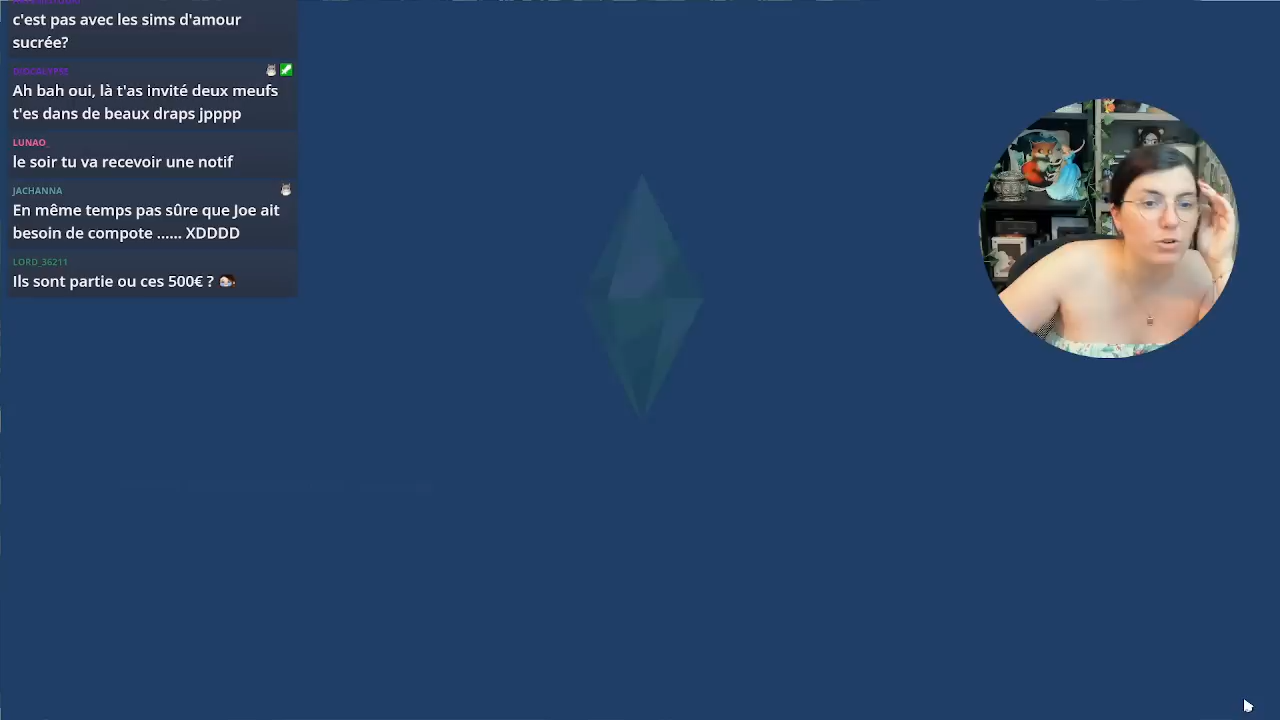 c'est pas avec les sims d'amour
sucrée?
Ah bah oui, là t'as invité deux meufs
t'es dans de beaux draps jpppp
LUNAO_
le soir tu va recevoir une notif
JACHANNA
En même temps pas sûre que Joe ait
besoin de compote ...... XDDDD
LORD_36211
Ils sont partie ou ces 500€ ?